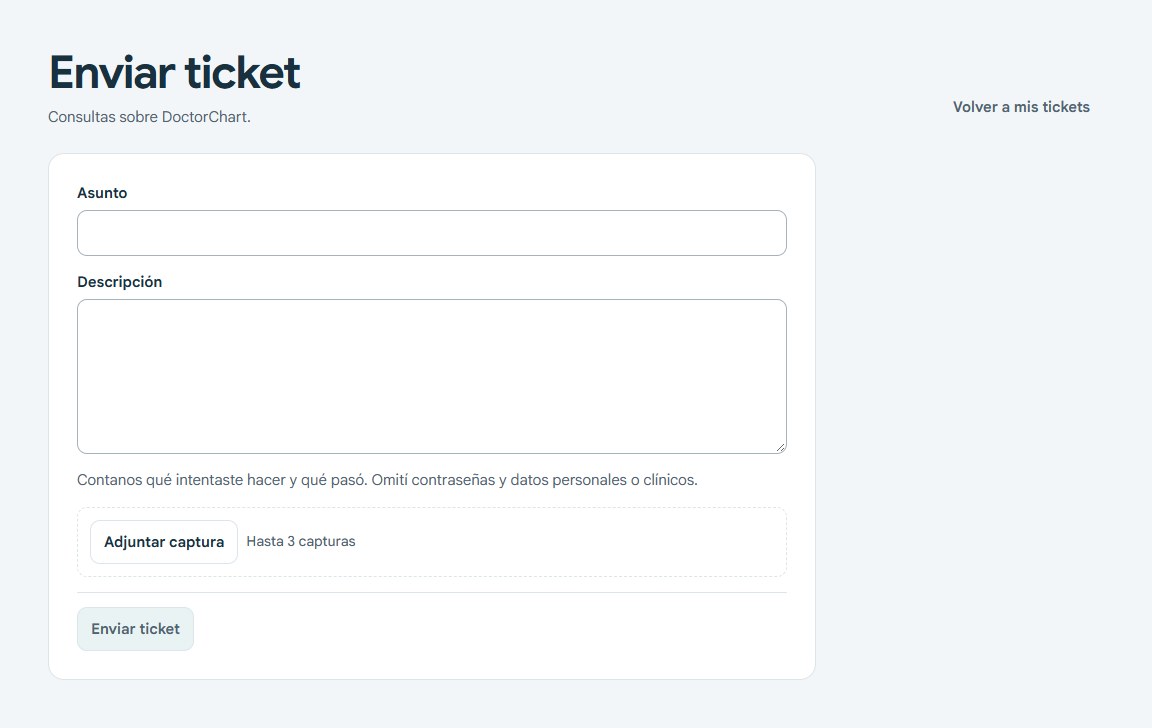 Enviar ticket
Consultas sobre DoctorChart.
Volver a mis tickets
Asunto
Descripción
Contanos qué intentaste hacer y qué pasó. Omití contraseñas y datos personales o clínicos.
Adjuntar captura
Hasta 3 capturas
Enviar ticket